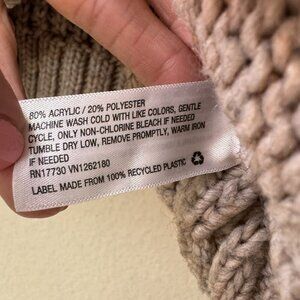 80% ACRYLIC / 20% POLYESTER
MACHINE WASH COLD WITH LIKE COLORS, GENTLE
CYCLE, ONLY NON-CHLORINE BLEACH IF NEEDED
TUMBLE DRY LOW, REMOVE PROMPTLY, WARM IRON
IF NEEDED
RN17730 VN1262180
LABEL MADE FROM 100% RECYCLED PLASTIC